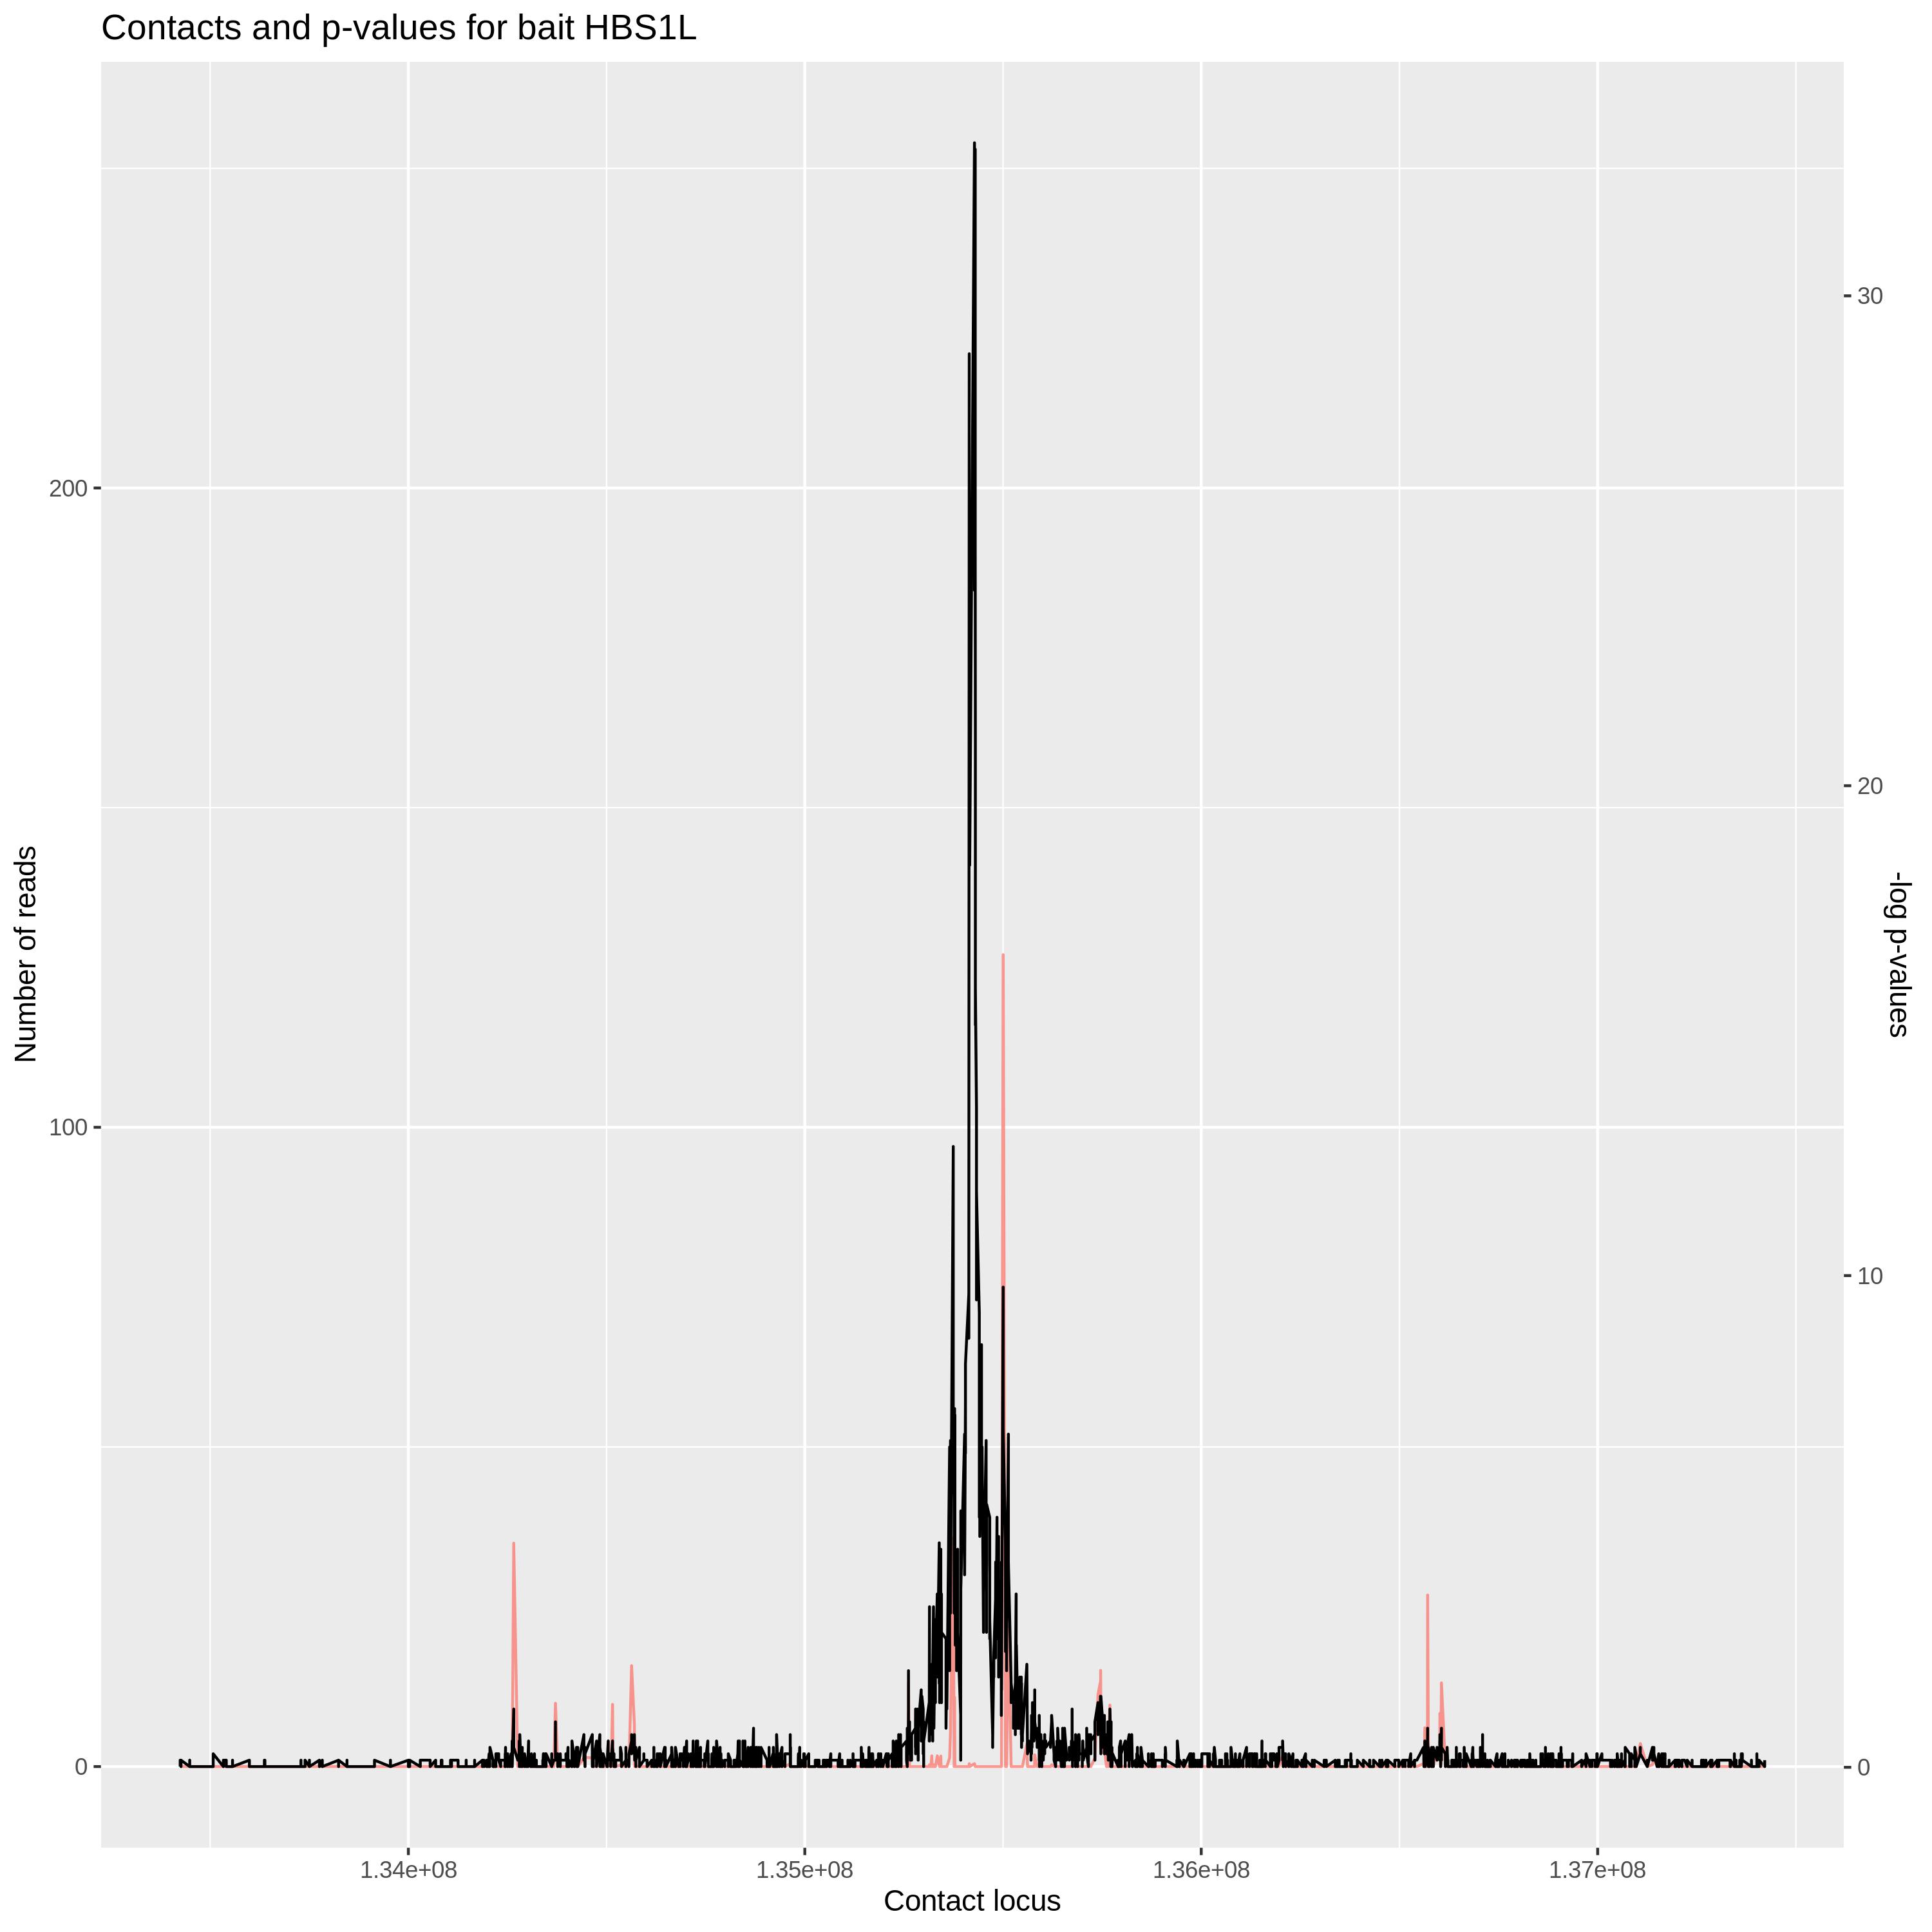 Contacts and p-values for bait HBS1L
Number of reads
200
100
0
30
20
10
0
-log p-values
1.34e+08
1.35e+08
1.36e+08
1.37e+08
Contact locus